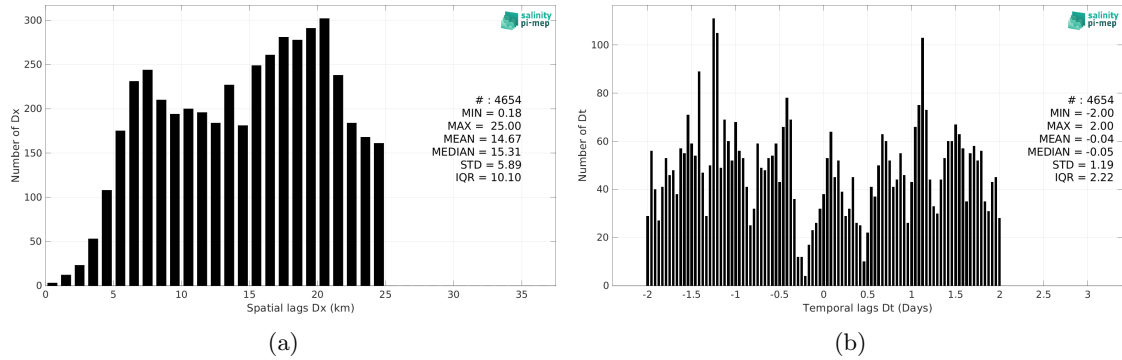 salinity
pi-mep
300
250
200
150
100
50
0
Number of Dx
# : 4654
MIN = 0.18
MAX = 25.00
MEAN = 14.67
MEDIAN = 15.31
STD = 5.89
IQR = 10.10
0 5 10 15 20 25 30 35
Spatial lags Dx (km)
(a)
salinity
pi-mep
100
80
60
40
20
0
Number of Dt
# : 4654
MIN = -2.00
MAX = 2.00
MEAN = -0.04
MEDIAN = -0.05
STD = 1.19
IQR = 2.22
-2 -1.5 -1 -0.5 0 0.5 1 1.5 2 2.5 3
Temporal lags Dt (Days)
(b)